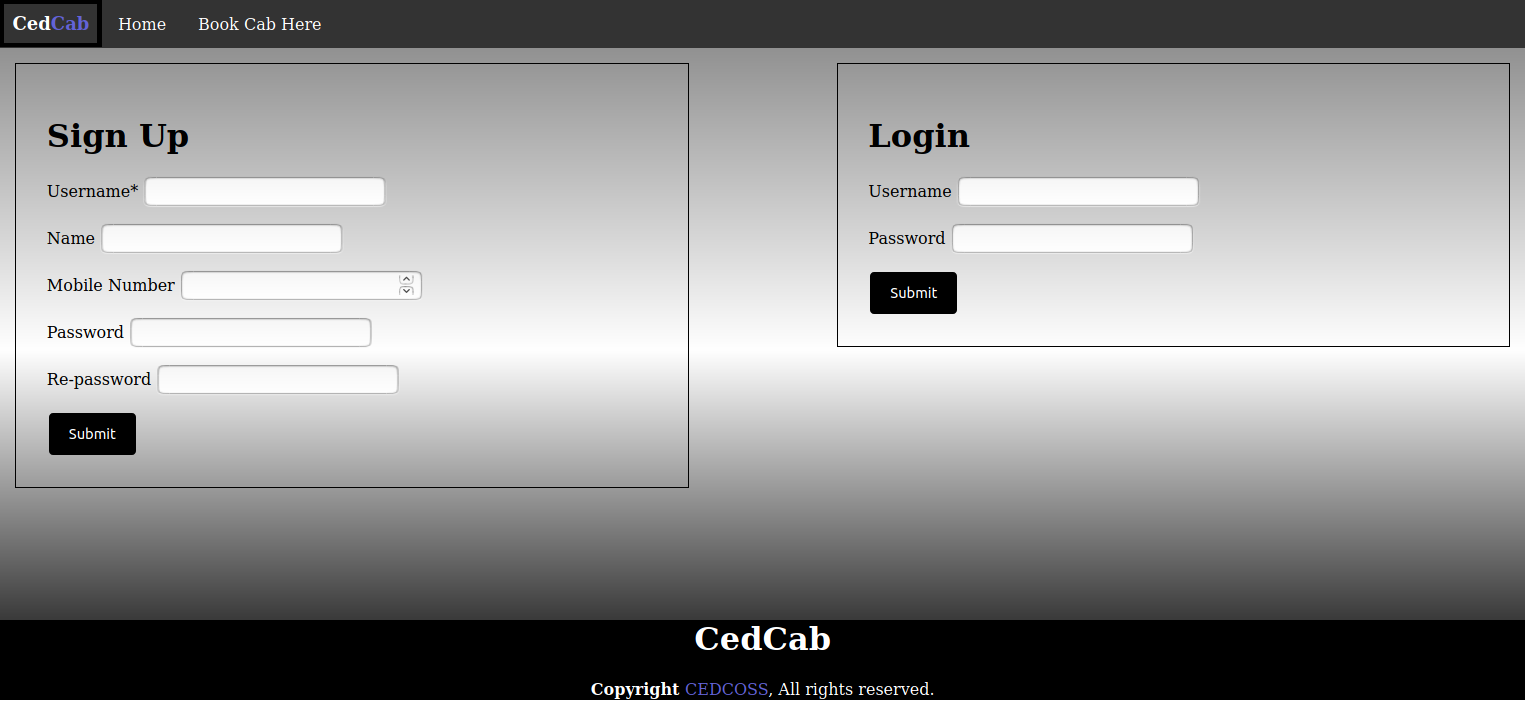 CedCab Home Book Cab Here
Sign Up
Username*
Name
Mobile Number
Password
Re-password
Submit
Login
Username
Password
Submit
CedCab
Copyright CEDCOSS, All rights reserved.